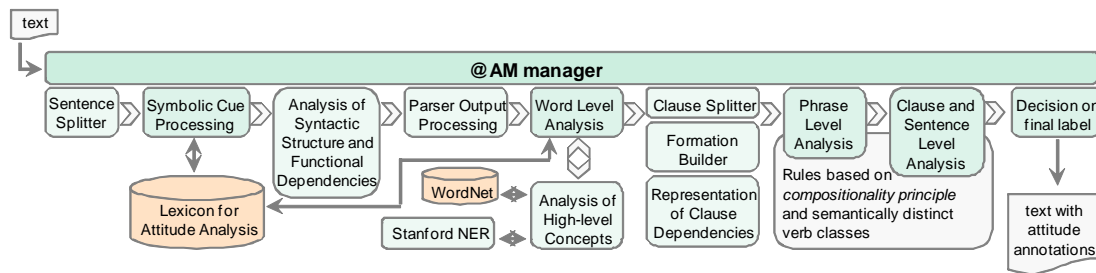 text
@AM manager
Sentence
Splitter
Symbolic Cue
Processing
Analysis of
Syntactic
Structure and
Functional
Dependencies
Parser Output
Processing
Word Level
Analysis
Clause Splitter
Formation
Builder
Representation
of Clause
Dependencies
Phrase
Level
Analysis
Clause and
Sentence
Level
Analysis
Decision on
final label
Lexicon for
Attitude Analysis
WordNet
Stanford NER
Analysis of
High-level
Concepts
Rules based on
compositionality principle
and semantically distinct
verb classes
text with
attitude
annotations